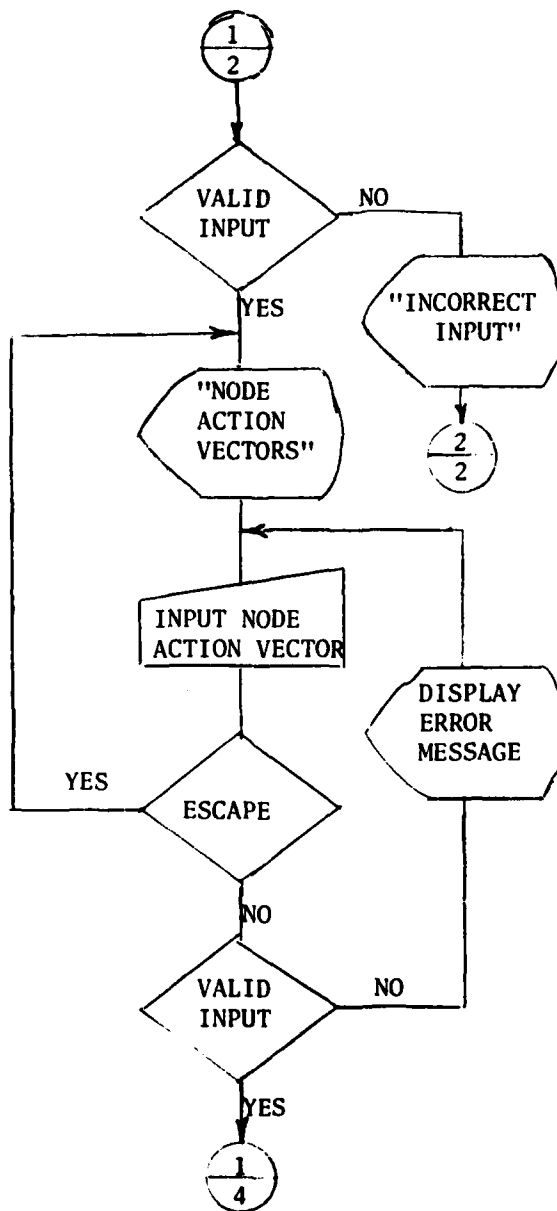 1
2
VALID
INPUT
NO
YES
"INCORRECT
INPUT"
2
2
"NODE
ACTION
VECTORS"
INPUT NODE
ACTION VECTOR
DISPLAY
ERROR
MESSAGE
YES
ESCAPE
NO
VALID
INPUT
NO
YES
1
4